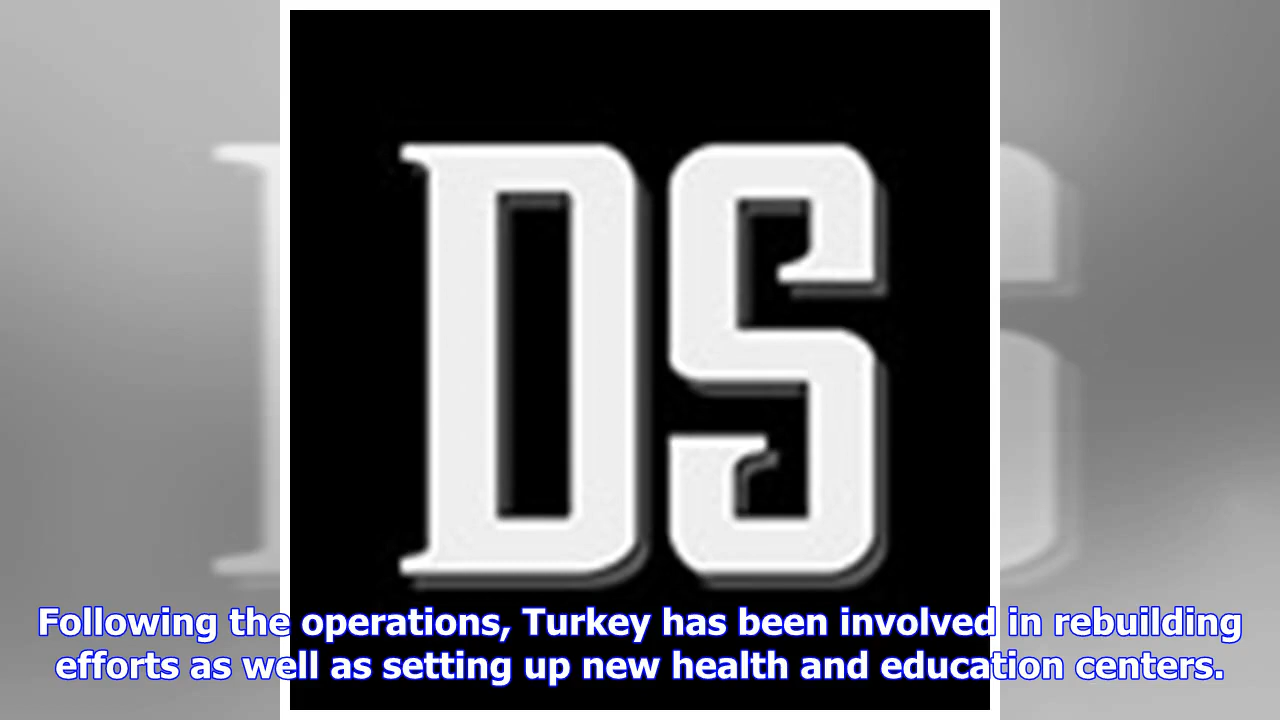 DS
Following the operations, Turkey has been involved in rebuilding
efforts as well as setting up new health and education centers.